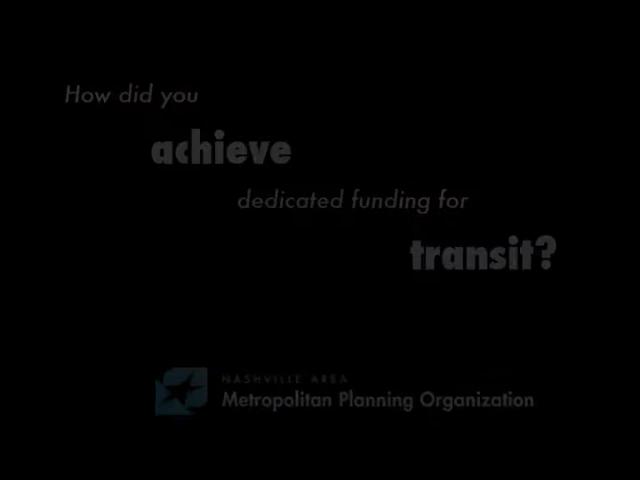 How did you
achieve
dedicated funding for
transit?
NASHVILLE AREA
Metropolitan Planning Organization